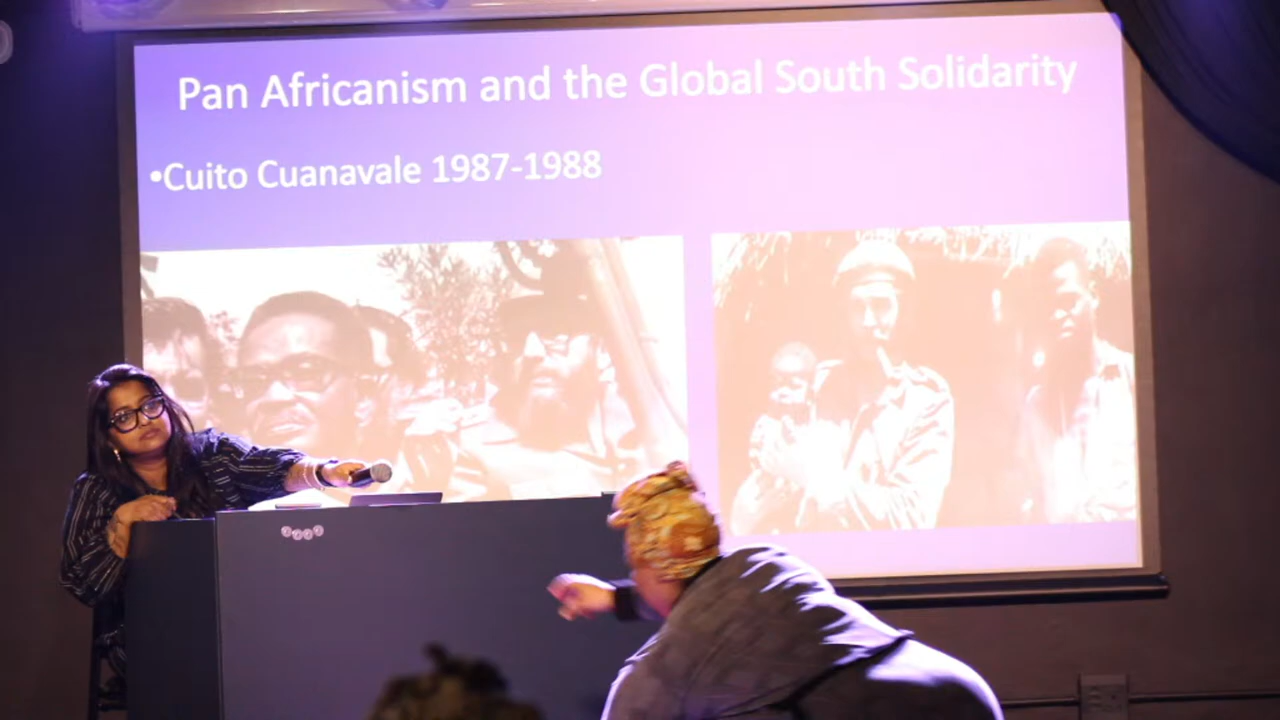 Pan Africanism and the Global South Solidarity
•Cuito Cuanavale 1987-1988